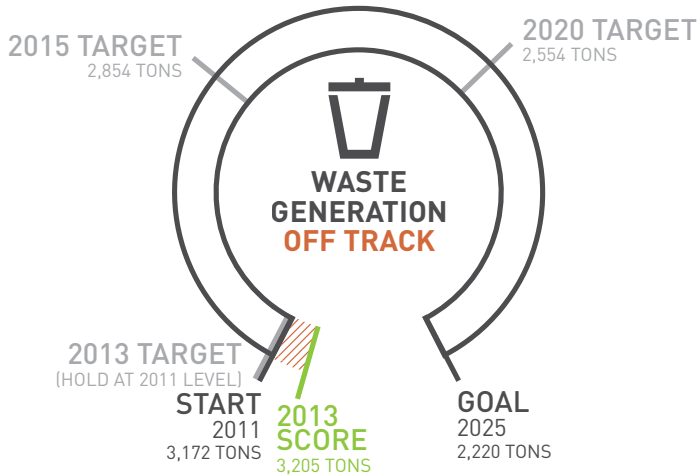 2015 TARGET
2,854 TONS
2020 TARGET
2,554 TONS
WASTE
GENERATION
OFF TRACK
2013 TARGET
(HOLD AT 2011 LEVEL)
START
2011
3,172 TONS
2013
SCORE
3,205 TONS
GOAL
2025
2,220 TONS